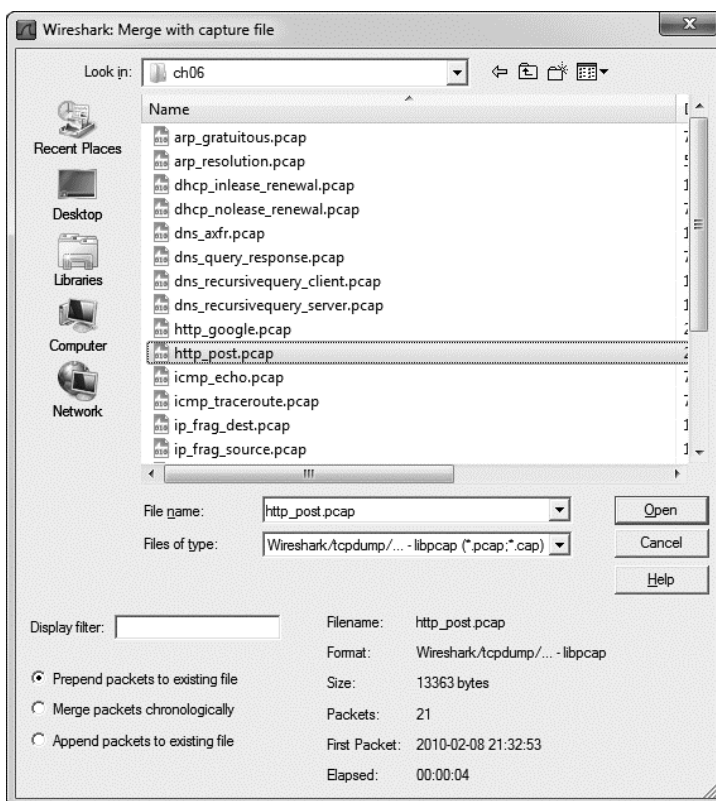 Wireshark: Merge with capture file
Look in: ch06
Name
Recent Places
Desktop
Libraries
Computer
Network
arp_gratuitous.pcap
arp_resolution.pcap
dhcp_inlease_renewal.pcap
dhcp_nolease_renewal.pcap
dns_axfr.pcap
dns_query_response.pcap
dns_recursivequery_client.pcap
dns_recursivequery_server.pcap
http_google.pcap
http_post.pcap
icmp_echo.pcap
icmp_traceroute.pcap
ip_frag_dest.pcap
ip_frag_source.pcap
File name: http_post.pcap Open
Files of type: Wireshark/tcpdump/... - libpcap (*.pcap;*.cap) Cancel
Help
Display filter:
Prepend packets to existing file
Merge packets chronologically
Append packets to existing file
Filename: http_post.pcap
Format: Wireshark/tcpdump/... - libpcap
Size: 13363 bytes
Packets: 21
First Packet: 2010-02-08 21:32:53
Elapsed: 00:00:04